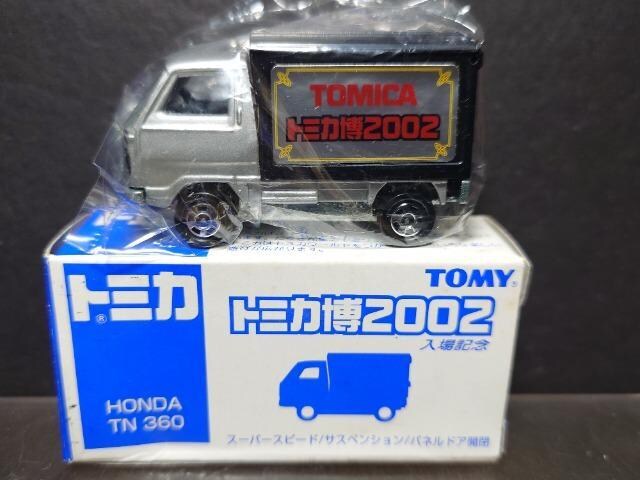 TOMICA
トミカ博2002
トミカ®
TOMY®
トミカ博2002
入場記念
HONDA
TN 360
スーパースピード/サスペンション/パネルドア開閉